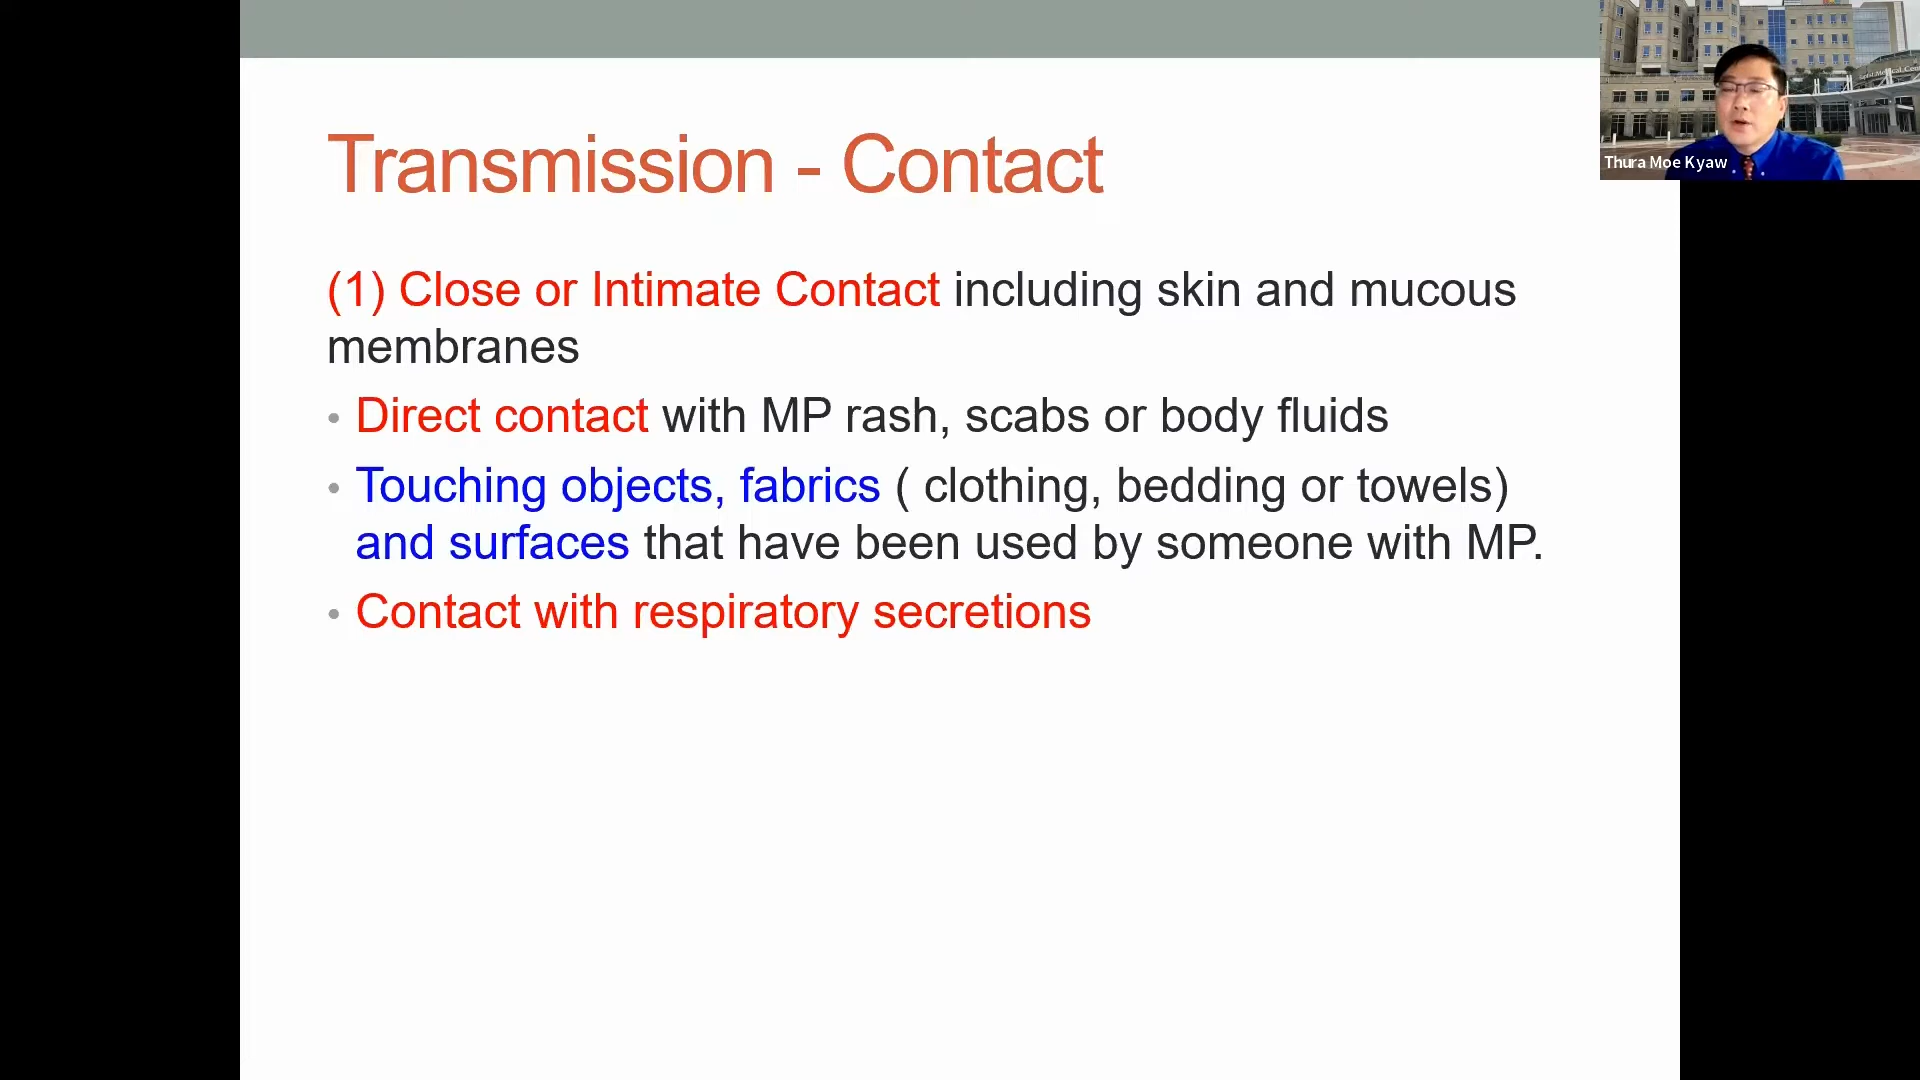 Transmission - Contact
(1) Close or Intimate Contact including skin and mucous
membranes
• Direct contact with MP rash, scabs or body fluids
• Touching objects, fabrics ( clothing, bedding or towels)
and surfaces that have been used by someone with MP.
• Contact with respiratory secretions
Thura Moe Kyaw